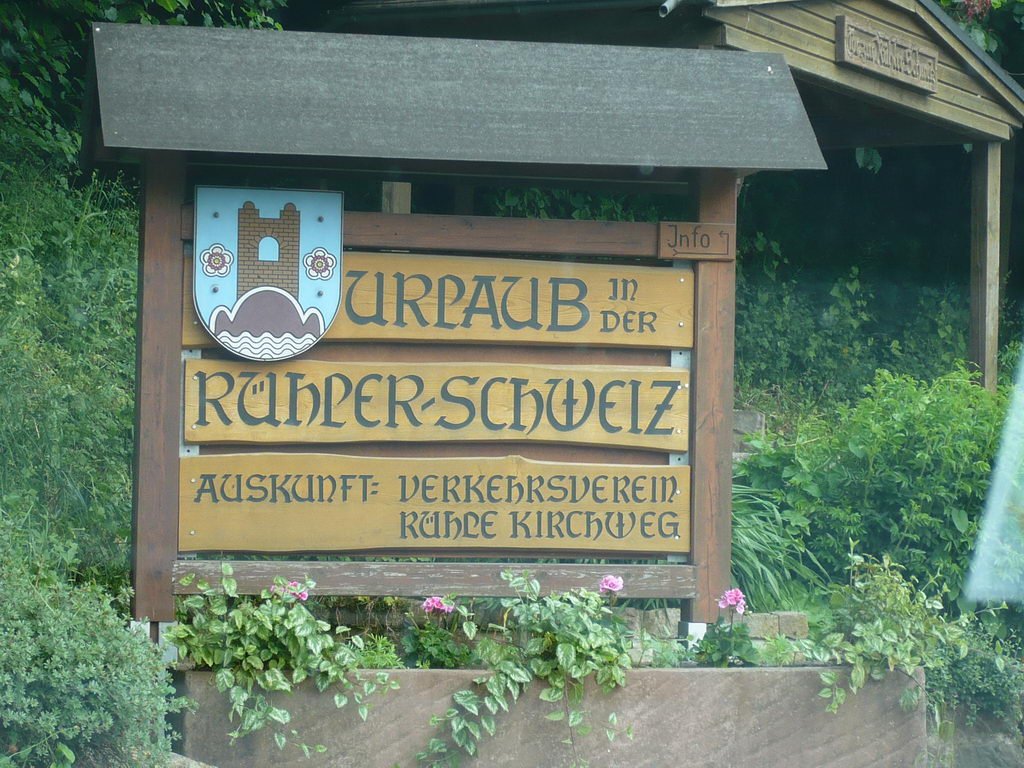 Info
URLAUB IN
DER
RÜHLER-SCHWEIZ
AUSKUNFT: VERKEHRSVEREIN
RÜHLE KIRCHWEG